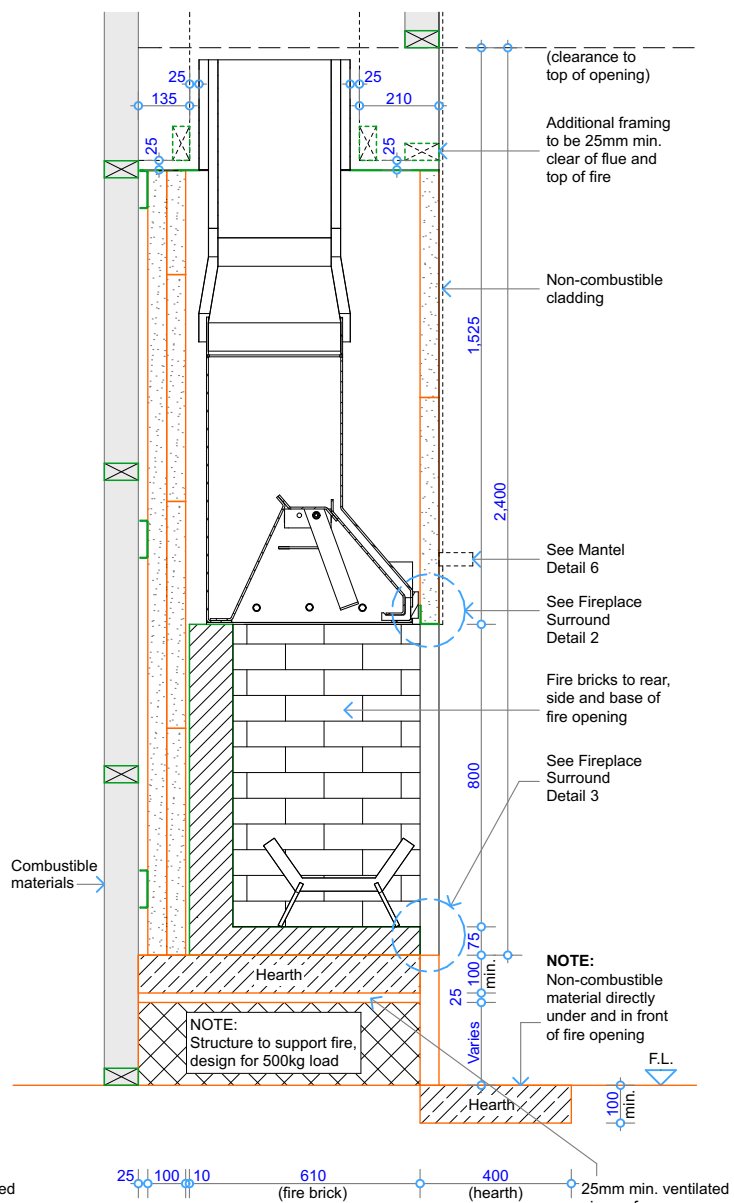 (clearance to
top of opening)
25
25
135
210
Additional framing
to be 25mm min.
clear of flue and
top of fire
25
25
Non-combustible
cladding
1,525
2,400
See Mantel
Detail 6
See Fireplace
Surround
Detail 2
Fire bricks to rear,
side and base of
fire opening
See Fireplace
Surround
Detail 3
800
Combustible
materials
75
Hearth
100
min.
25
NOTE:
Non-combustible
material directly
under and in front
of fire opening
NOTE:
Structure to support fire,
design for 500kg load
Varies
F.L.
Hearth
100
min.
25
100
10
610
(fire brick)
400
(hearth)
25mm min. ventilated